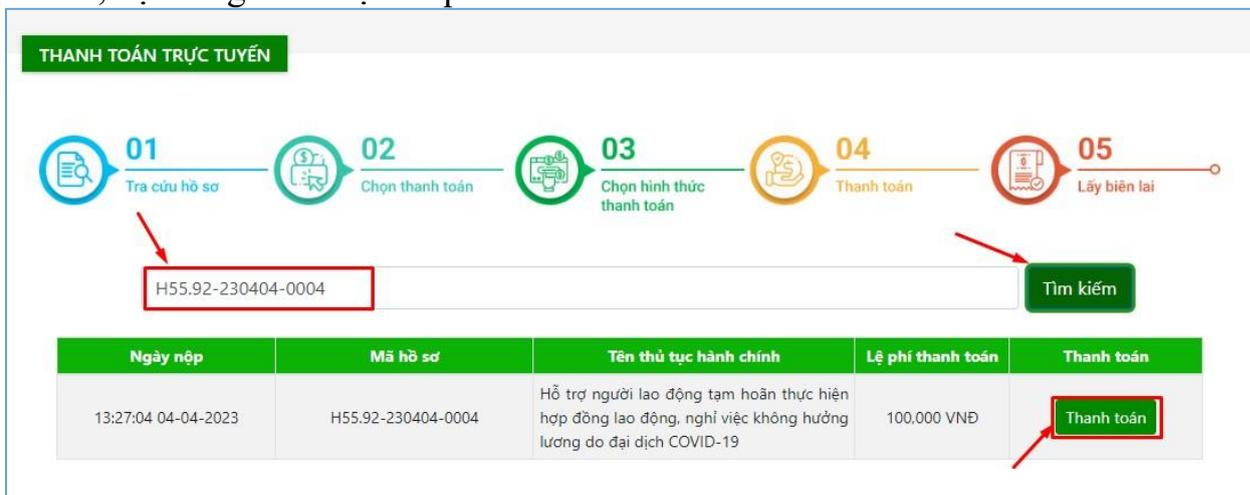 THANH TOÁN TRỰC TUYẾN
01
Tra cứu hồ sơ
02
Chọn thanh toán
03
Chọn hình thức
thanh toán
04
Thanh toán
05
Lấy biên lai
H55.92-230404-0004
Tìm kiếm
Ngày nộp Mã hồ sơ Tên thủ tục hành chính Lệ phí thanh toán Thanh toán
Hỗ trợ người lao động tạm hoãn thực hiện
13:27:04 04-04-2023 H55.92-230404-0004 hợp đồng lao động, nghỉ việc không hưởng 100,000 VNĐ Thanh toán
lương do đại dịch COVID-19